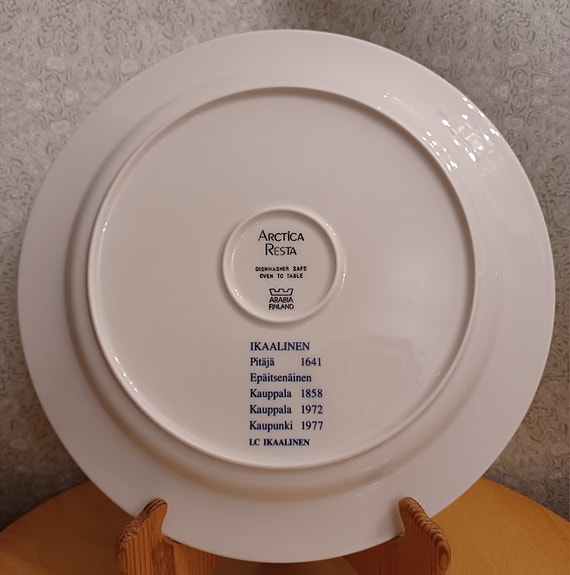 ARCTICA
RESTA
DISHWASHER SAFE
OVEN TO TABLE
ARABIA
FINLAND
IKAALINEN
Pitäjä 1641
Epäitsenäinen
Kauppala 1858
Kauppala 1972
Kaupunki 1977
LC IKAALINEN